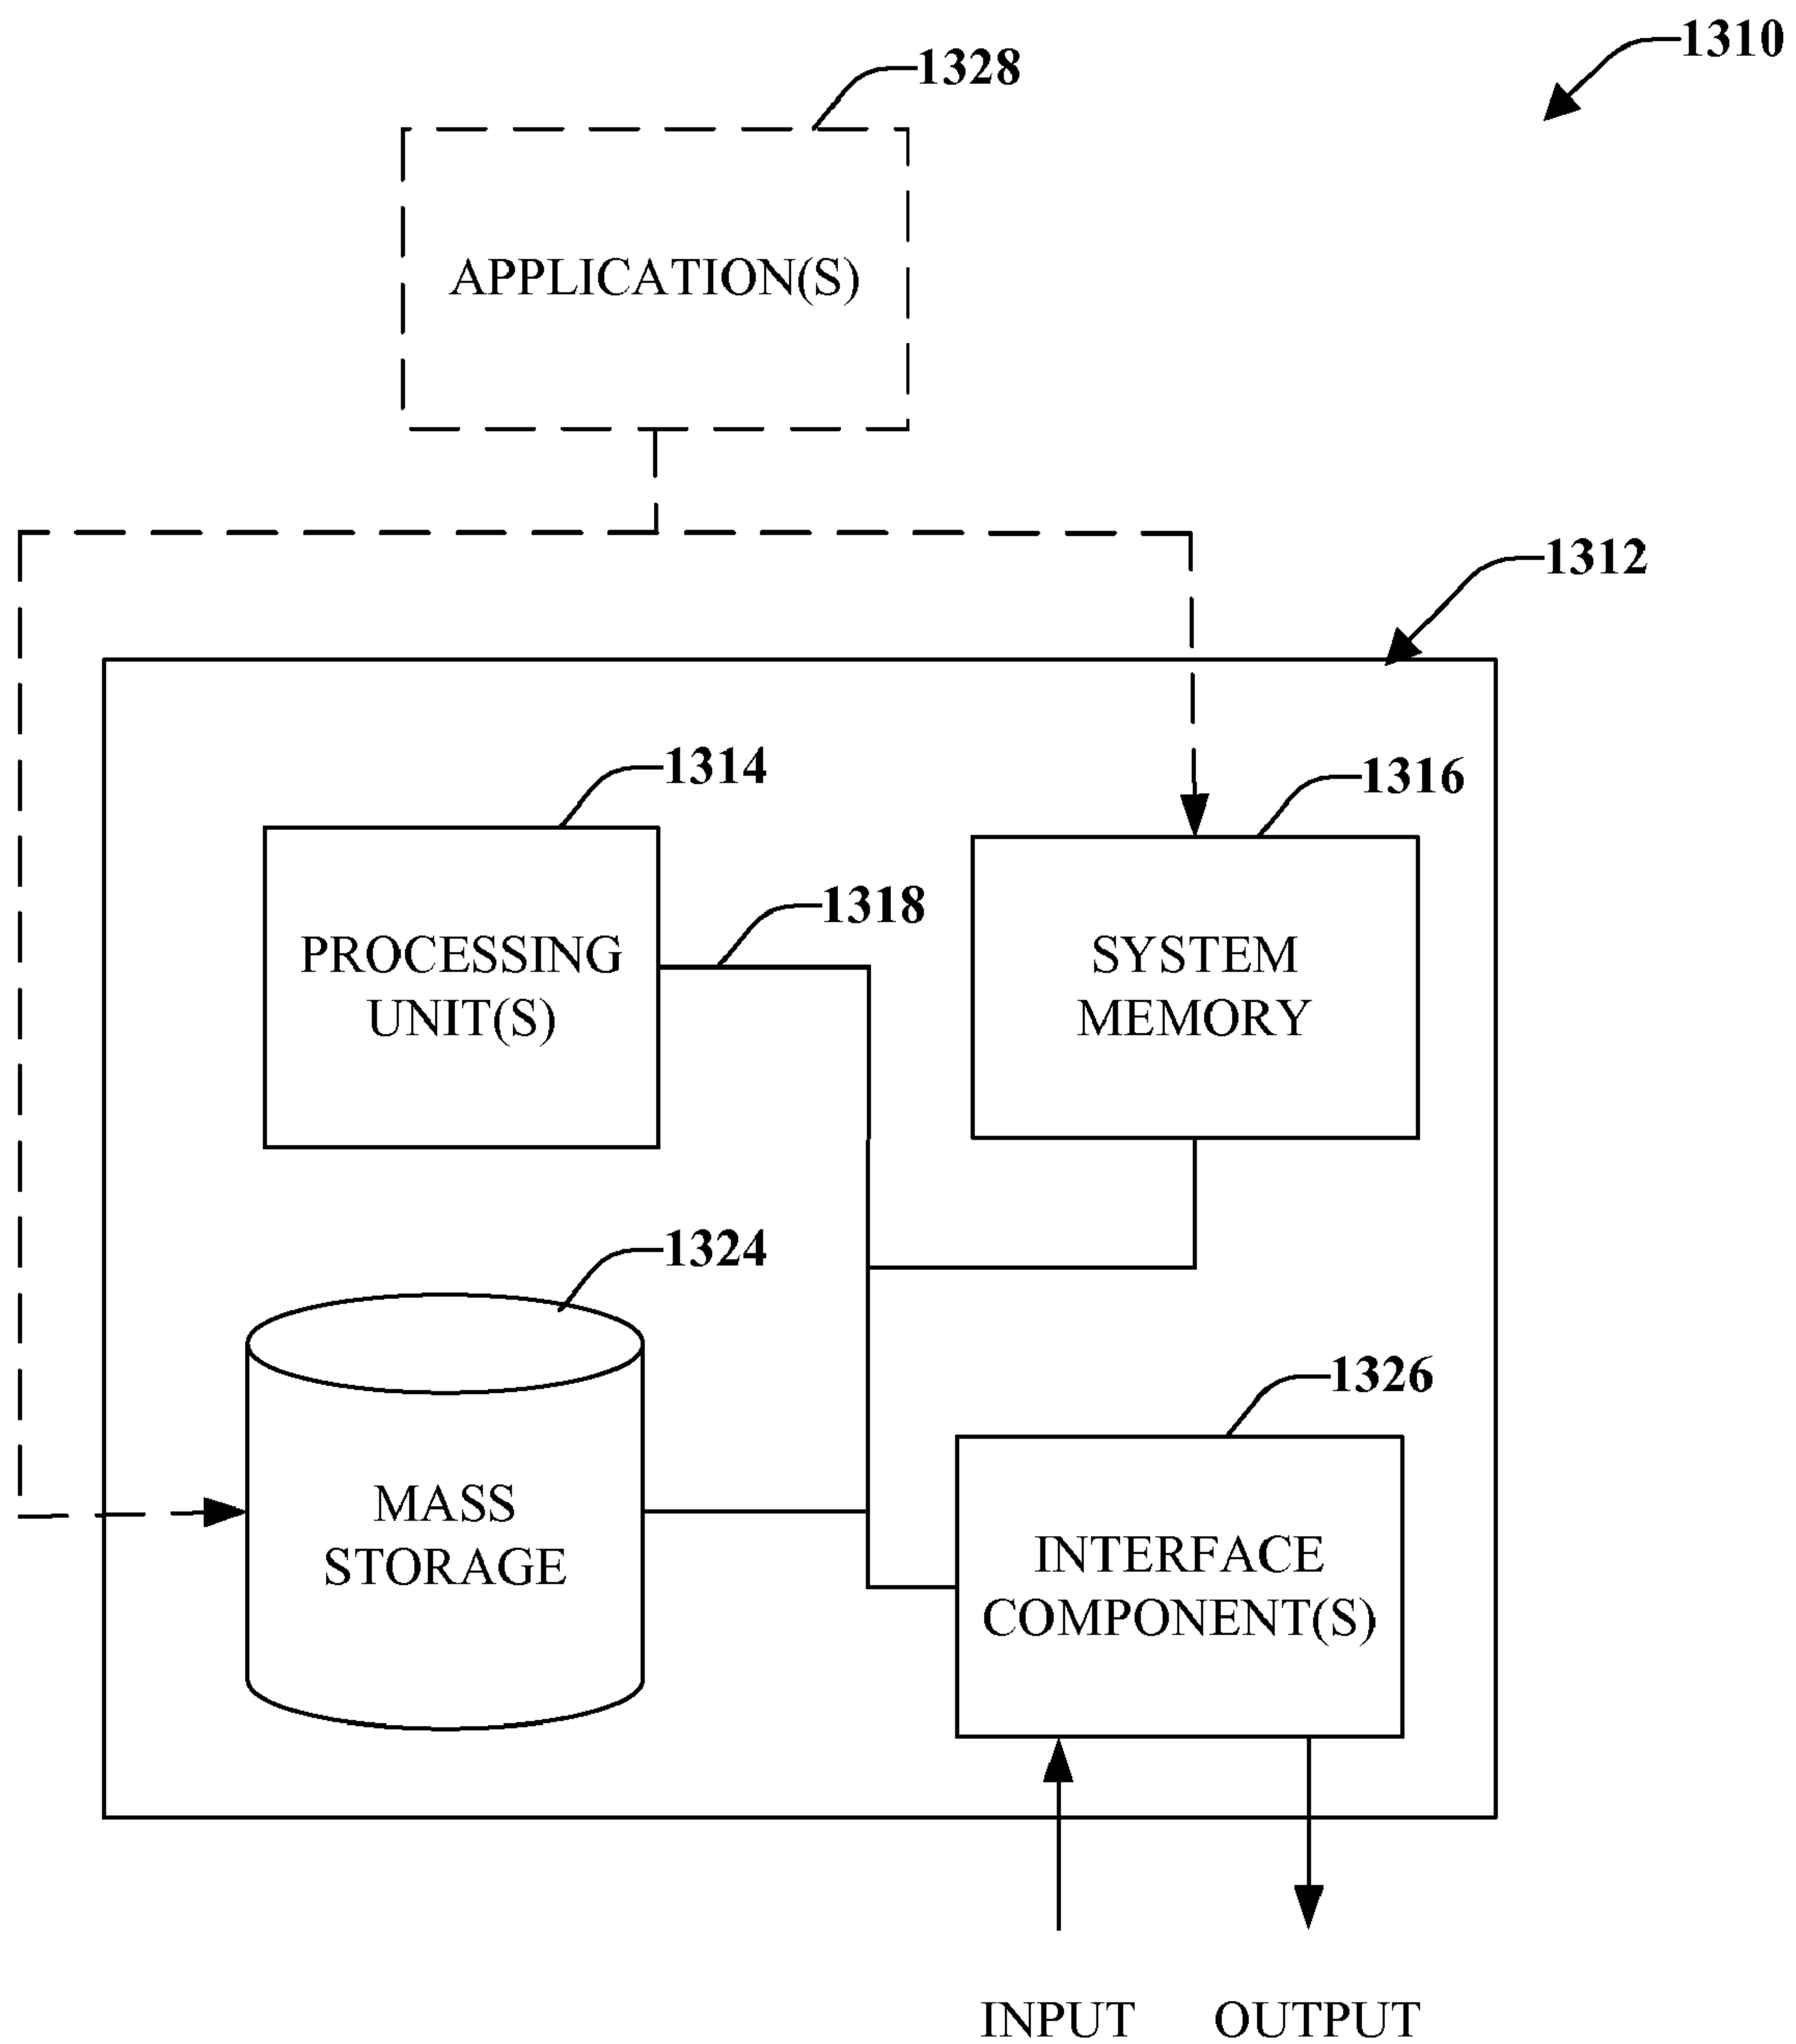 1310
1328
APPLICATION(S)
1312
1314
1316
1318
PROCESSING
UNIT(S)
SYSTEM
MEMORY
1324
1326
MASS
STORAGE
INTERFACE
COMPONENT(S)
INPUT
OUTPUT